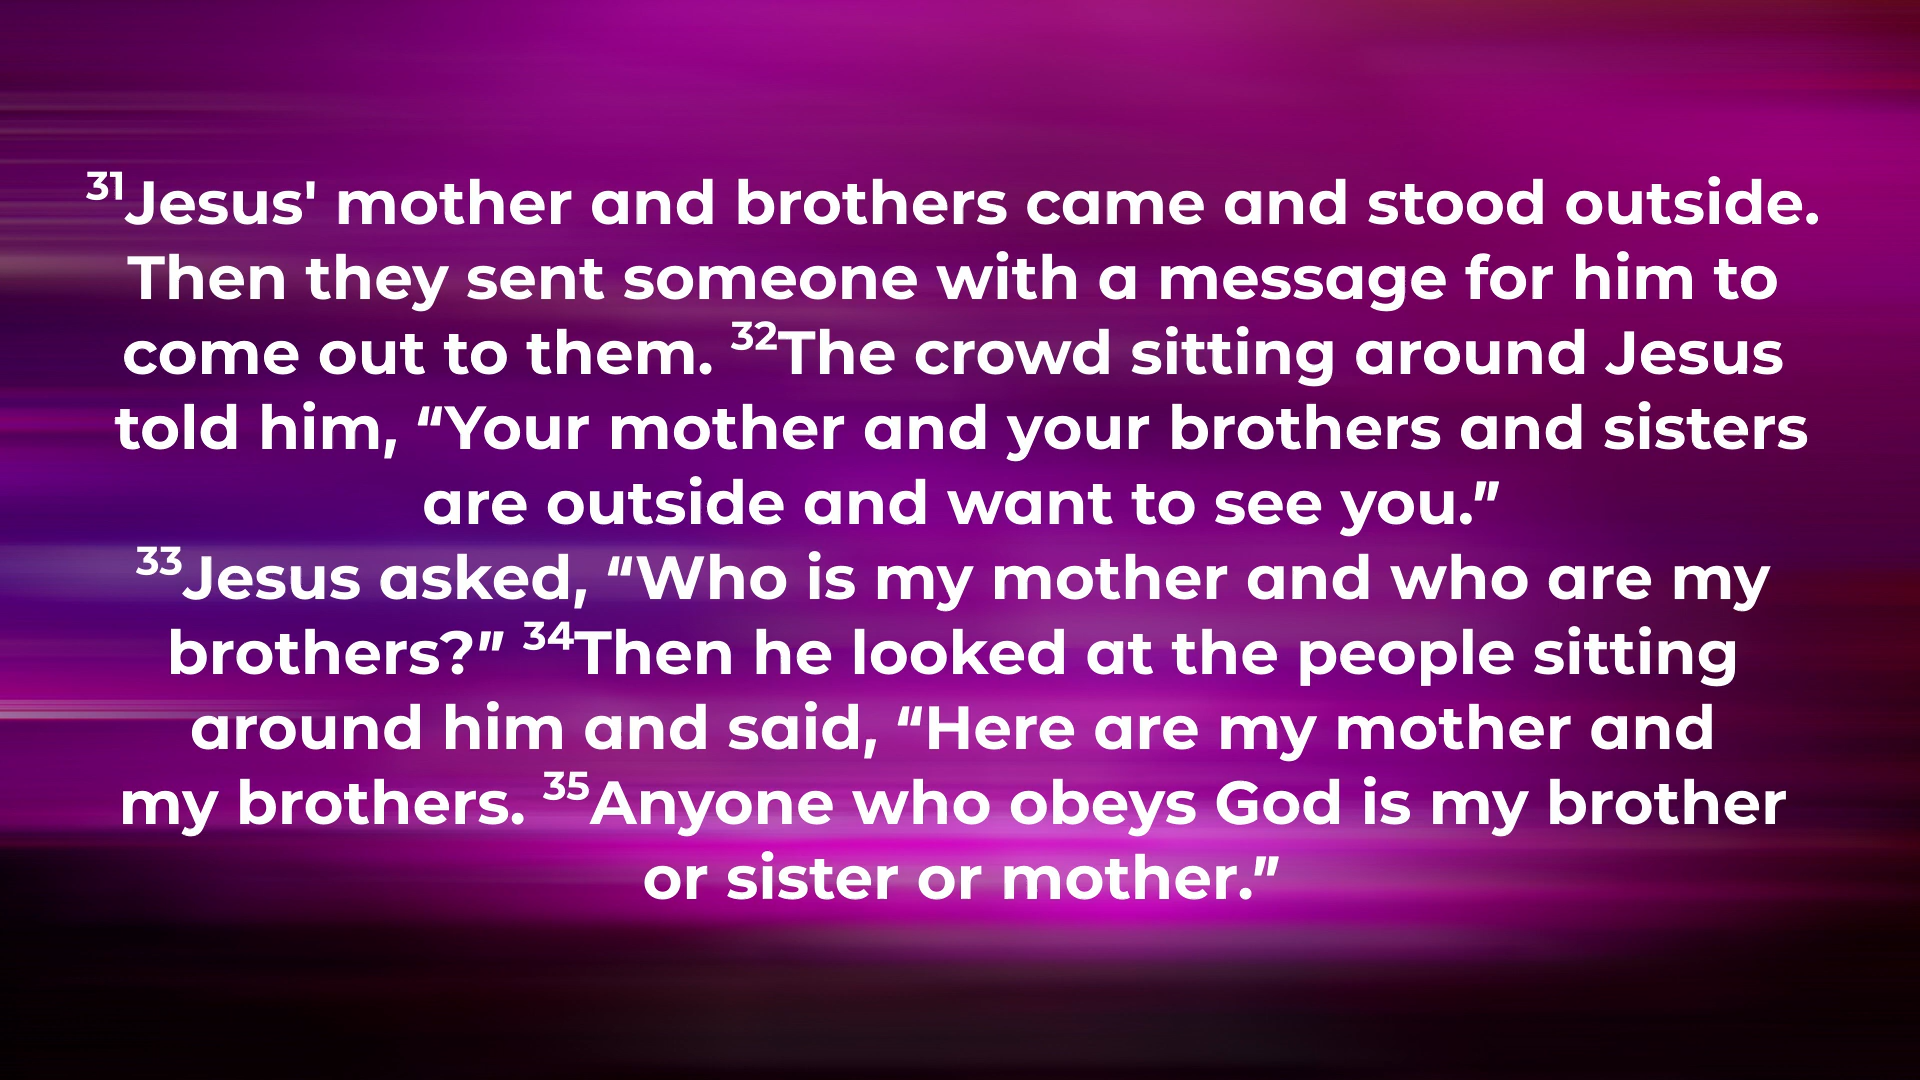 ³¹Jesus' mother and brothers came and stood outside.
Then they sent someone with a message for him to
come out to them. ³²The crowd sitting around Jesus
told him, “Your mother and your brothers and sisters
are outside and want to see you.”
³³Jesus asked, “Who is my mother and who are my
brothers?” ³⁴Then he looked at the people sitting
around him and said, “Here are my mother and
my brothers. ³⁵Anyone who obeys God is my brother
or sister or mother.”